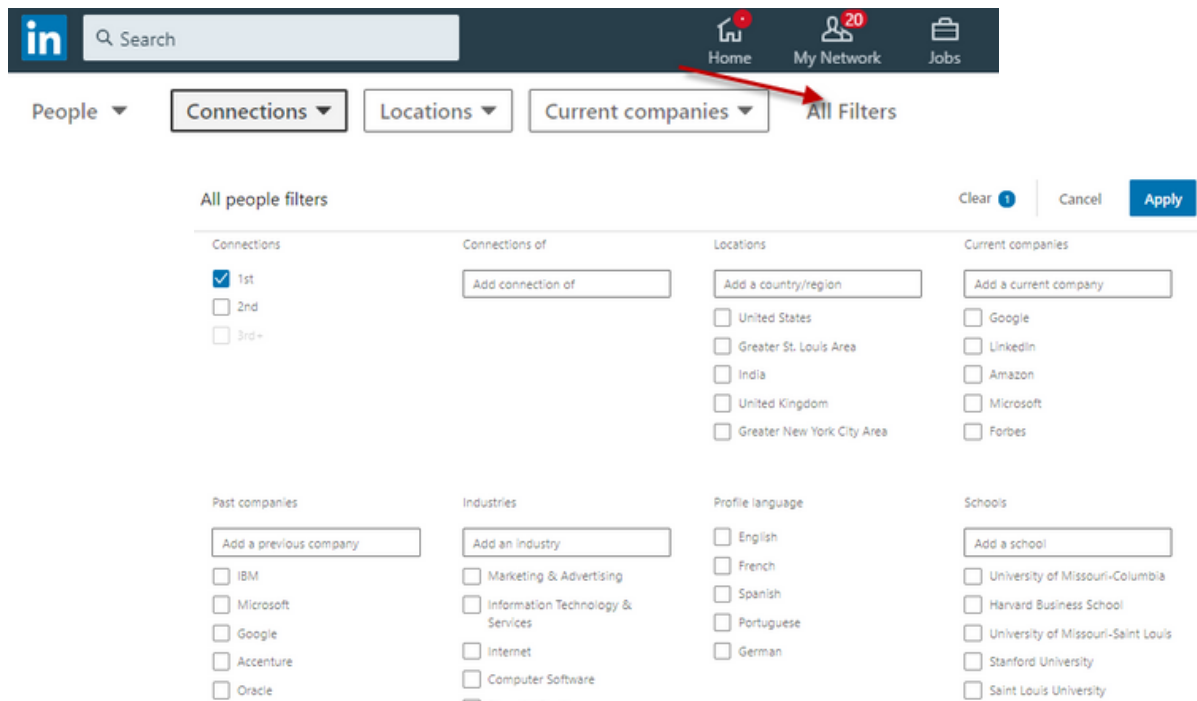 in
Search
20
Home
My Network
Jobs
People
Connections
Locations
Current companies
All Filters
All people filters
Clear 1
Cancel
Apply
Connections
1st
2nd
3rd+
Connections of
Add connection of
Locations
Add a country/region
United States
Greater St. Louis Area
India
United Kingdom
Greater New York City Area
Current companies
Add a current company
Google
LinkedIn
Amazon
Microsoft
Forbes
Past companies
Add a previous company
IBM
Microsoft
Google
Accenture
Oracle
Industries
Add an industry
Marketing & Advertising
Information Technology &
Services
Internet
Computer Software
Profile language
English
French
Spanish
Portuguese
German
Schools
Add a school
University of Missouri-Columbia
Harvard Business School
University of Missouri-Saint Louis
Stanford University
Saint Louis University